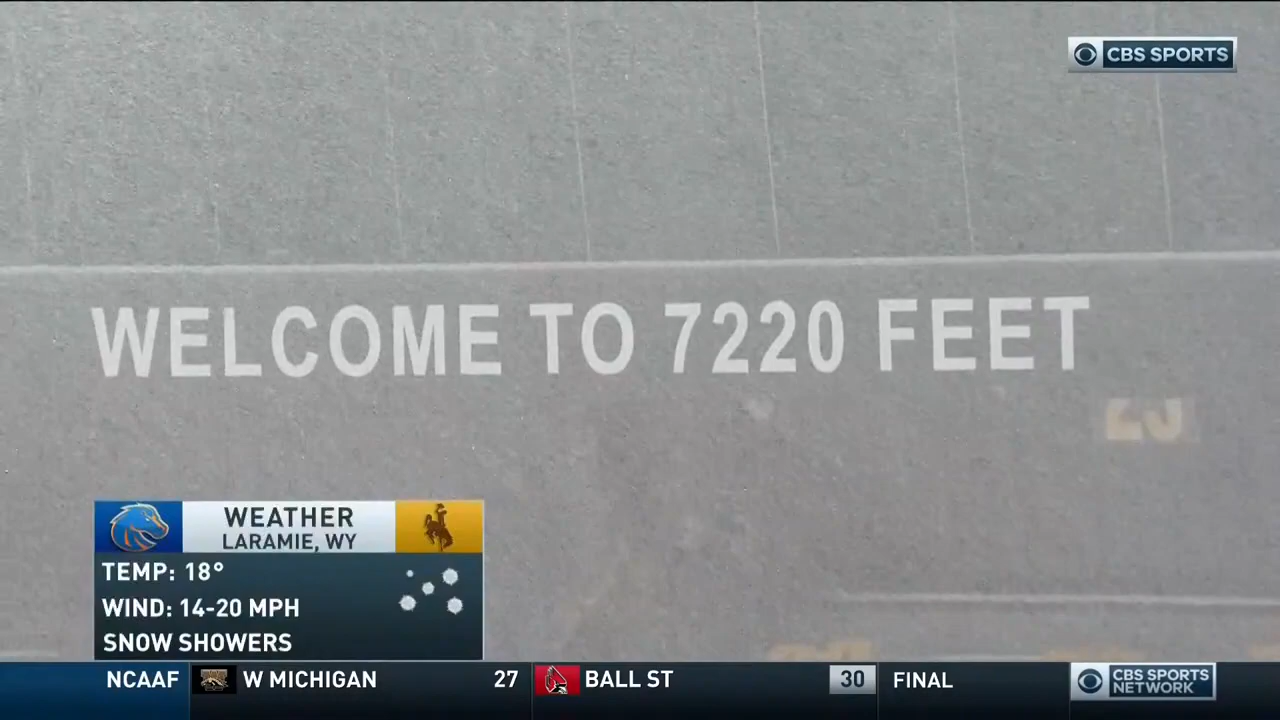 CBS SPORTS
WELCOME TO 7220 FEET
WEATHER
LARAMIE, WY
TEMP: 18°
WIND: 14-20 MPH
SNOW SHOWERS
NCAAF W MICHIGAN 27 BALL ST 30 FINAL
CBS SPORTS
NETWORK